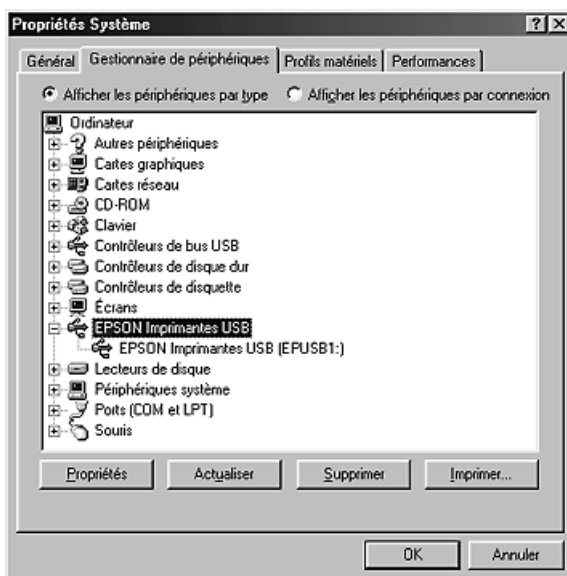 Propriétés Système
Général Gestionnaire de périphériques Profils matériels Performances
Afficher les périphériques par type Afficher les périphériques par connexion
Ordinateur
Autres périphériques
Cartes graphiques
Cartes réseau
CD-ROM
Clavier
Contrôleurs de bus USB
Contrôleurs de disque dur
Contrôleurs de disquette
Écrans
EPSON Imprimantes USB
EPSON Imprimantes USB (EPUSB1:)
Lecteurs de disque
Périphériques système
Ports (COM et LPT)
Souris
Propriétés Actualiser Supprimer Imprimer...
OK Annuler